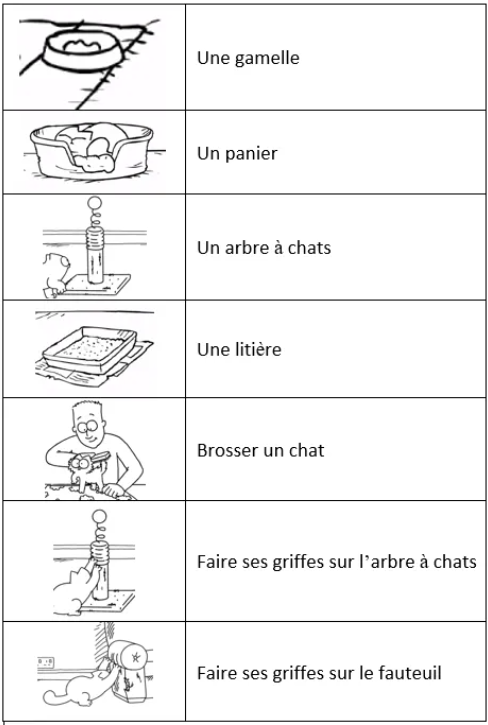 Une gamelle
Un panier
Un arbre à chats
Une litière
Brosser un chat
Faire ses griffes sur l’arbre à chats
Faire ses griffes sur le fauteuil